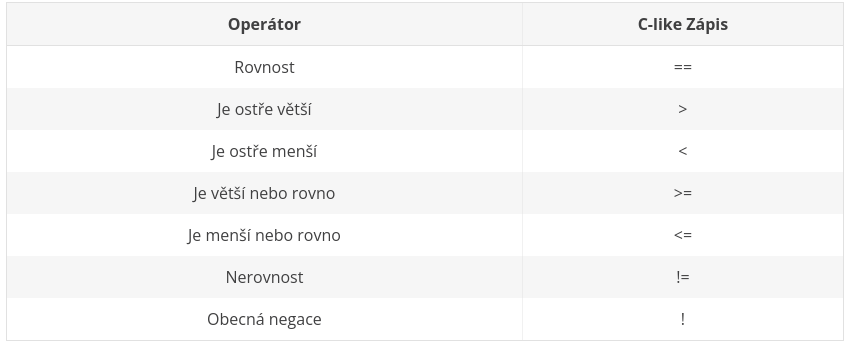 Operátor C-like Zápis
Rovnost ==
Je ostře větší >
Je ostře menší <
Je větší nebo rovno >=
Je menší nebo rovno <=
Nerovnost !=
Obecná negace !